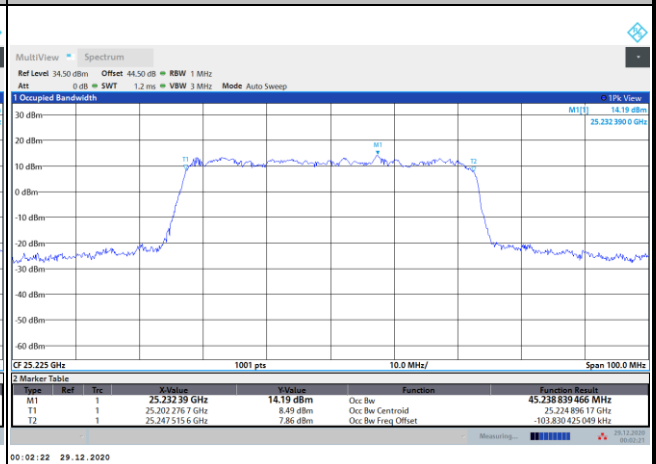 MultiView Spectrum
Ref Level 34.50 dBm Offset 44.50 dB RBW 1 MHz
Att 0 dB SWT 1.2 ms VBW 3 MHz Mode Auto Sweep
1 Occupied Bandwidth 1Pk View
M1[1] 14.19 dBm
25.232 390 0 GHz
30 dBm
20 dBm
M1
T1 T2
10 dBm
0 dBm
-10 dBm
-20 dBm
-30 dBm
-40 dBm
-50 dBm
-60 dBm
CF 25.225 GHz 1001 pts 10.0 MHz/ Span 100.0 MHz
2 Marker Table
Type Ref Trc X-Value Y-Value Function Function Result
M1 1 25.232 39 GHz 14.19 dBm Occ Bw 45.238 839 466 MHz
T1 1 25.202 276 7 GHz 8.49 dBm Occ Bw Centroid 25.224 896 17 GHz
T2 1 25.247 515 6 GHz 7.86 dBm Occ Bw Freq Offset -103.830 425 049 kHz
Measuring... 29.12.2020
00:02:21
00:02:22 29.12.2020